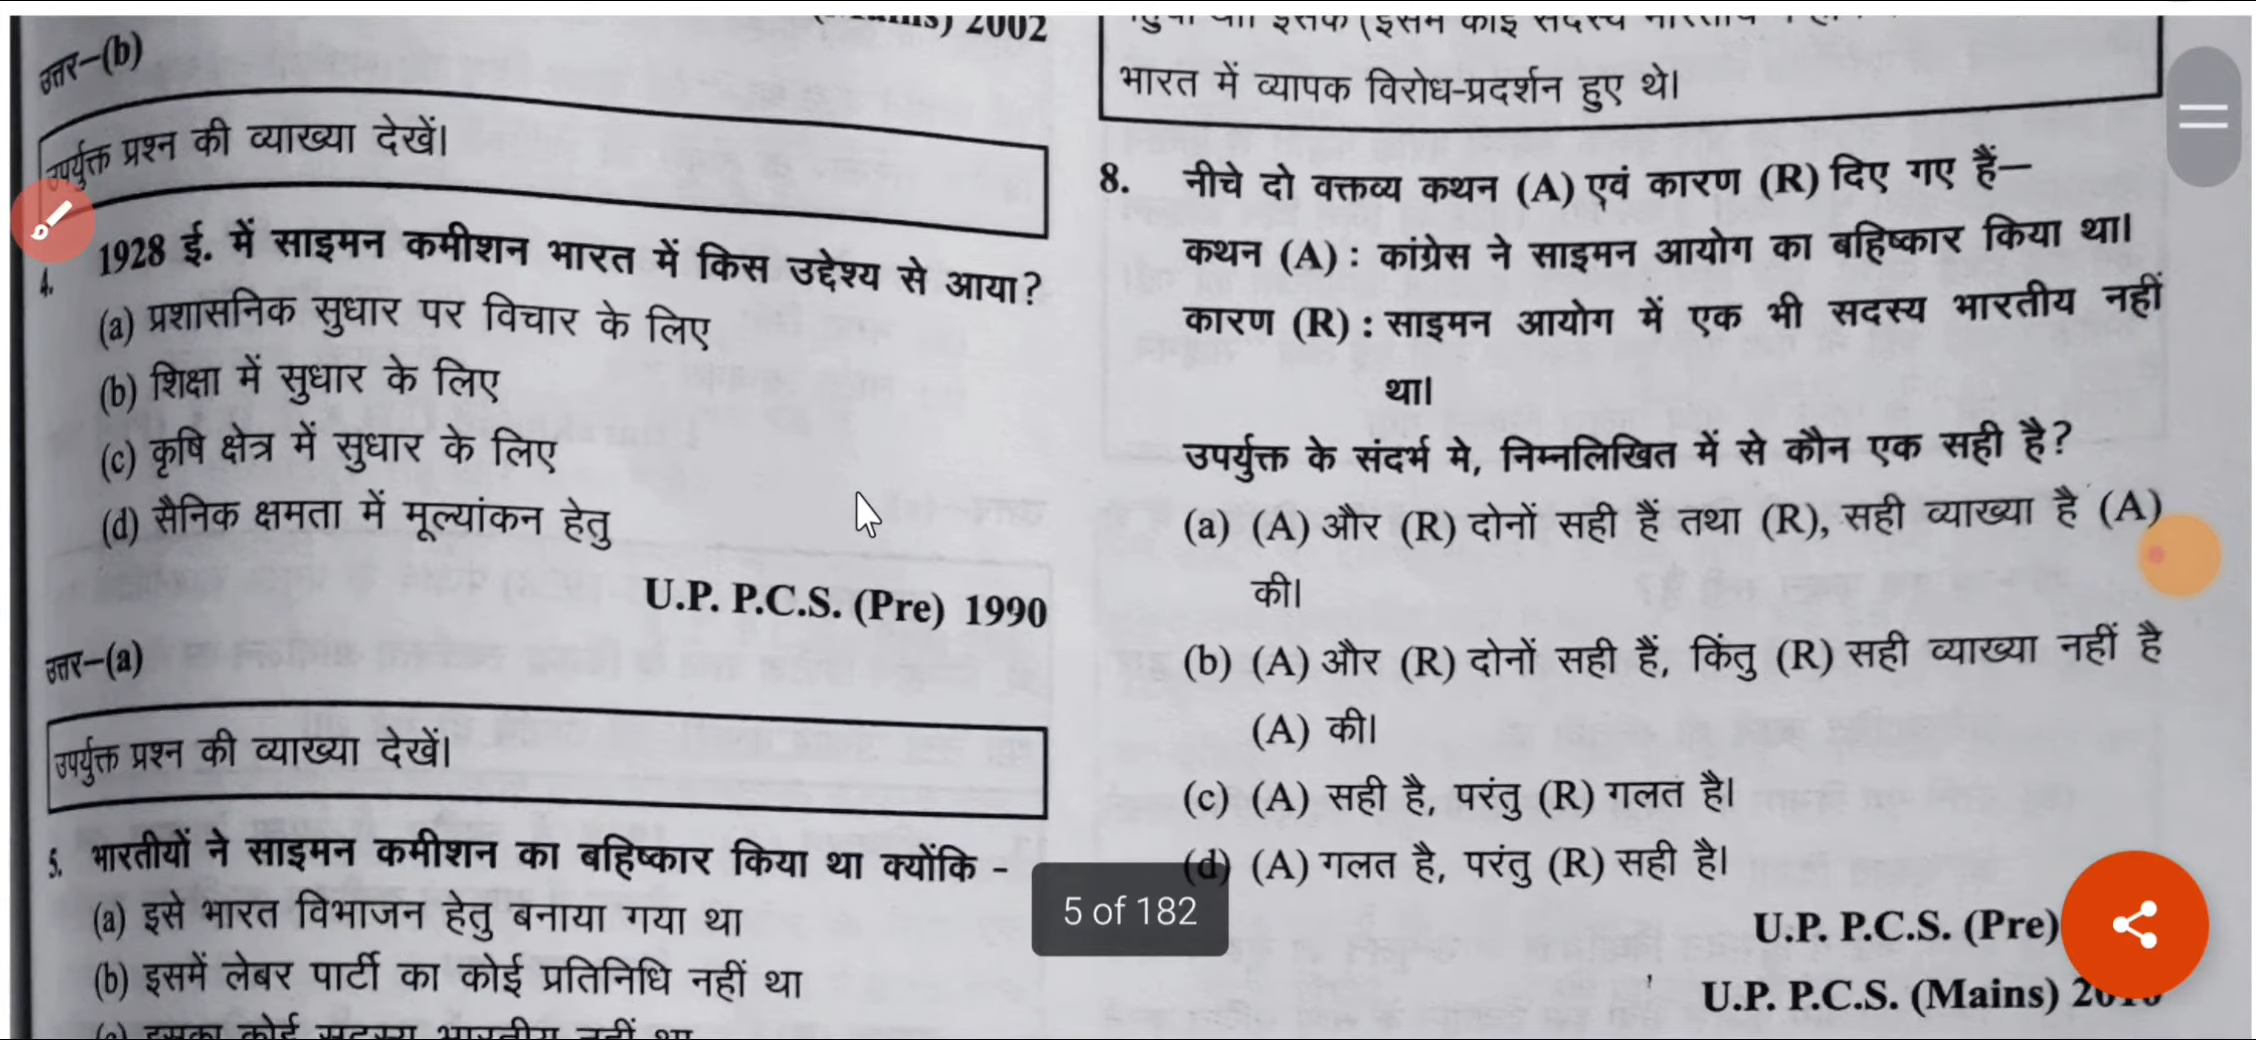 2002
उत्तर–(b)
उपर्युक्त प्रश्न की व्याख्या देखें।
4. 1928 ई. में साइमन कमीशन भारत में किस उद्देश्य से आया?
(a) प्रशासनिक सुधार पर विचार के लिए
(b) शिक्षा में सुधार के लिए
(c) कृषि क्षेत्र में सुधार के लिए
(d) सैनिक क्षमता में मूल्यांकन हेतु
U.P. P.C.S. (Pre) 1990
उत्तर–(a)
उपर्युक्त प्रश्न की व्याख्या देखें।
5. भारतीयों ने साइमन कमीशन का बहिष्कार किया था क्योंकि -
(a) इसे भारत विभाजन हेतु बनाया गया था
(b) इसमें लेबर पार्टी का कोई प्रतिनिधि नहीं था
भारत में व्यापक विरोध-प्रदर्शन हुए थे।
8. नीचे दो वक्तव्य कथन (A) एवं कारण (R) दिए गए हैं—
कथन (A) : कांग्रेस ने साइमन आयोग का बहिष्कार किया था।
कारण (R) : साइमन आयोग में एक भी सदस्य भारतीय नहीं
था।
उपर्युक्त के संदर्भ मे, निम्नलिखित में से कौन एक सही है?
(a) (A) और (R) दोनों सही हैं तथा (R), सही व्याख्या है (A)
की।
(b) (A) और (R) दोनों सही हैं, किंतु (R) सही व्याख्या नहीं है
(A) की।
(c) (A) सही है, परंतु (R) गलत है।
(d) (A) गलत है, परंतु (R) सही है।
U.P. P.C.S. (Pre)
U.P. P.C.S. (Mains)
5 of 182